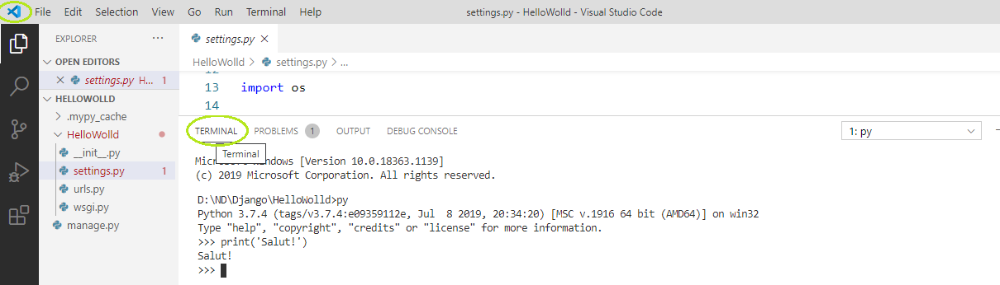 File Edit Selection View Go Run Terminal Help settings.py - HelloWolld - Visual Studio Code
EXPLORER ···
OPEN EDITORS
settings.py H... 1
HELLOWOLLD
.mypy_cache
HelloWolld
__init__.py
settings.py 1
urls.py
wsgi.py
manage.py
settings.py
HelloWolld > settings.py > ...
13 import os
14
TERMINAL PROBLEMS 1 OUTPUT DEBUG CONSOLE 1: py
Terminal
Windows [Version 10.0.18363.1139]
(c) 2019 Microsoft Corporation. All rights reserved.
D:\ND\Django\HelloWolld>py
Python 3.7.4 (tags/v3.7.4:e09359112e, Jul  8 2019, 20:34:20) [MSC v.1916 64 bit (AMD64)] on win32
Type "help", "copyright", "credits" or "license" for more information.
>>> print('Salut!')
Salut!
>>>